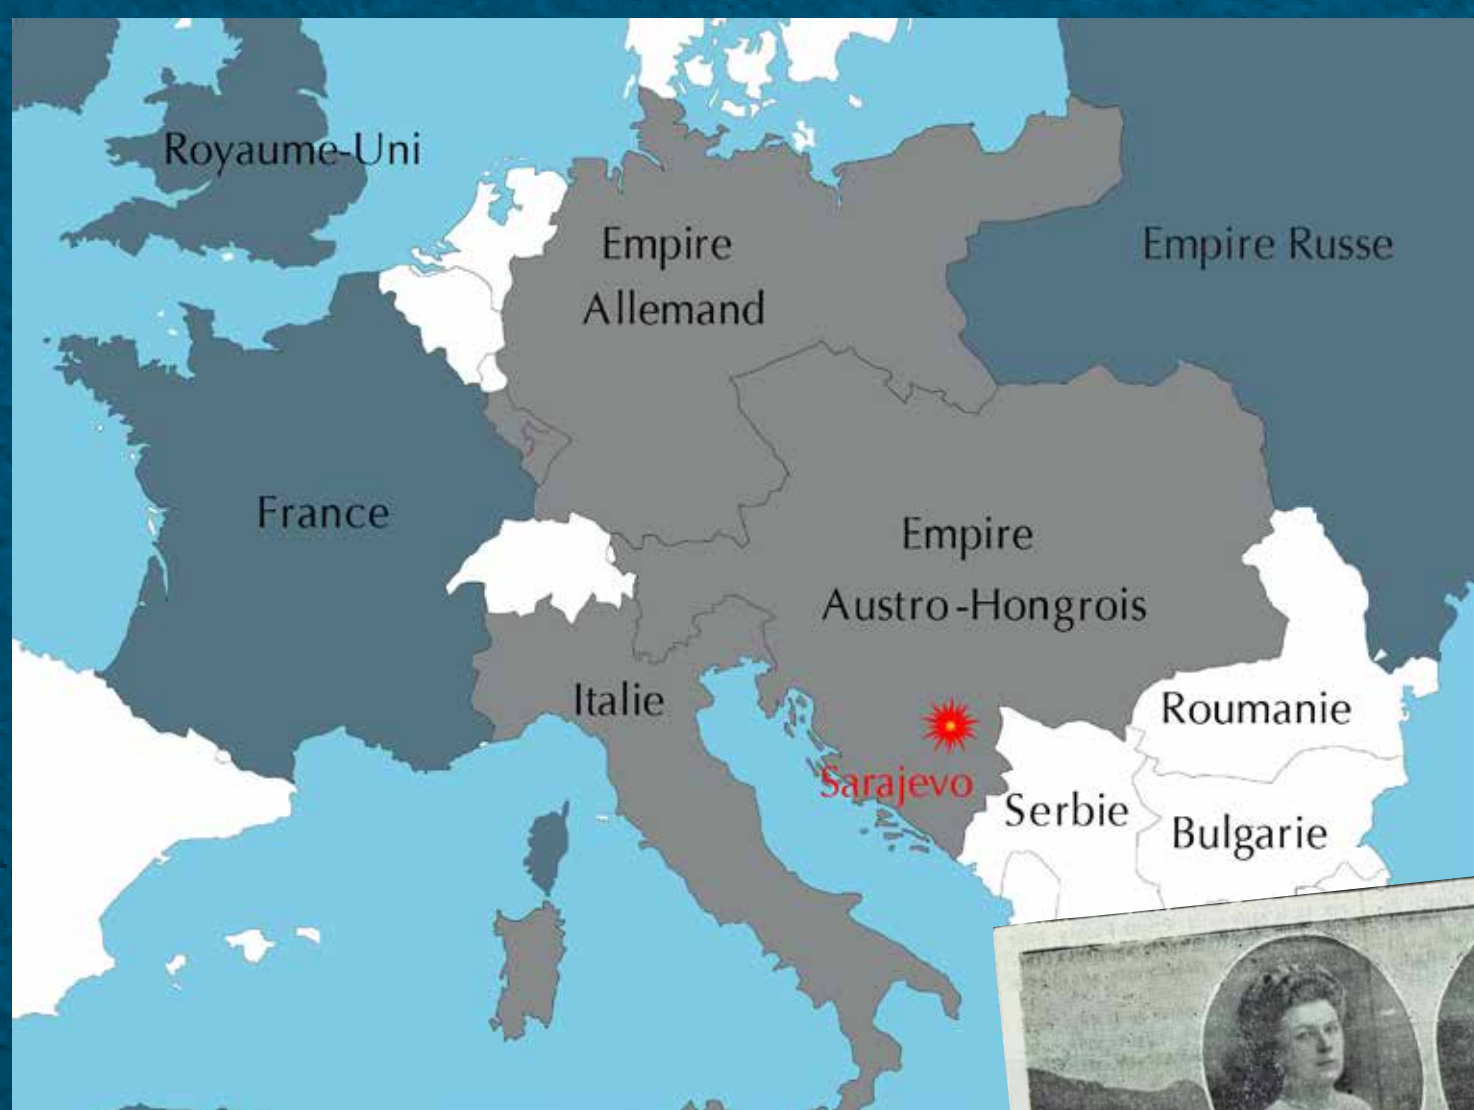 Royaume-Uni
Empire
Allemand
Empire Russe
France
Empire
Austro-Hongrois
Italie
Roumanie
Sarajevo
Serbie
Bulgarie